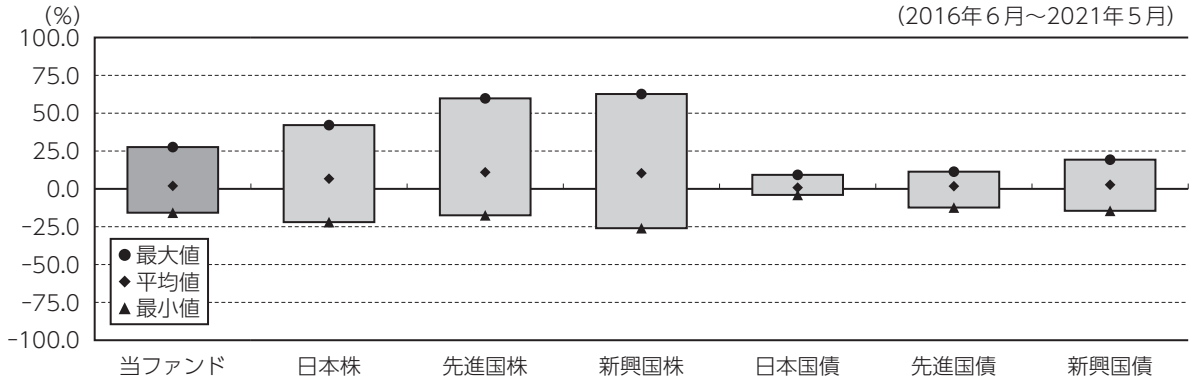 (%)
(2016年6月～2021年5月)
100.0
75.0
50.0
25.0
0.0
-25.0
-50.0
-75.0
-100.0
●最大値
◆平均値
▲最小値
当ファンド 日本株 先進国株 新興国株 日本国債 先進国債 新興国債